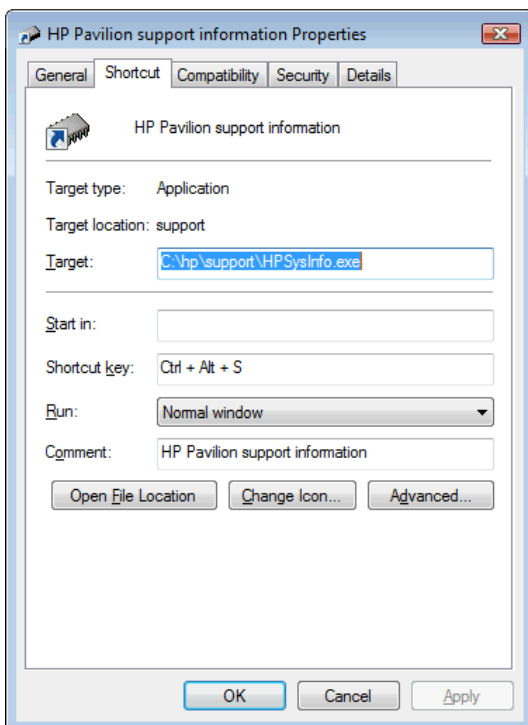 HP Pavilion support information Properties
General Shortcut Compatibility Security Details
HP Pavilion support information
Target type: Application
Target location: support
Target: C:\hp\support\HPSysInfo.exe
Start in:
Shortcut key: Ctrl + Alt + S
Run: Normal window
Comment: HP Pavilion support information
Open File Location Change Icon... Advanced...
OK Cancel Apply